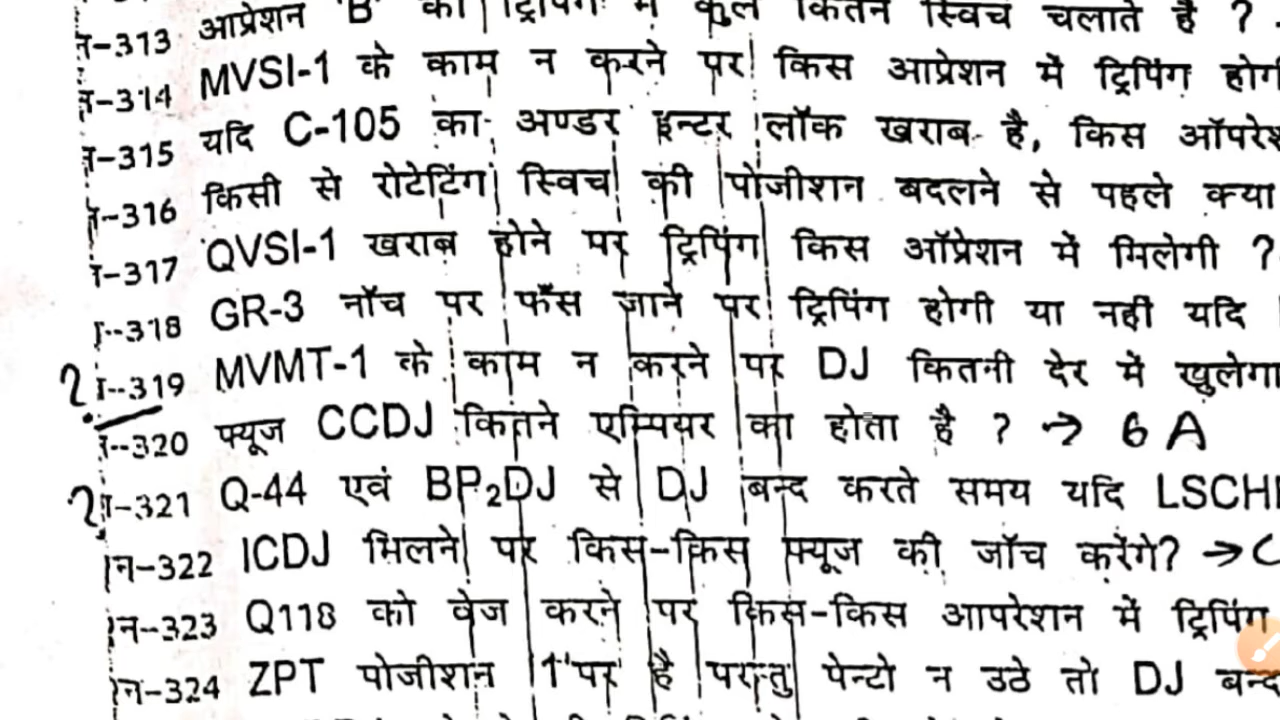 न-313 आप्रेशन 'B' की ट्रिपिंग में कुल कितने स्विच चलाते है ?
न-314 MVSI-1 के काम न करने पर किस आप्रेशन में ट्रिपिंग होगी
न-315 यदि C-105 का अण्डर इन्टर लॉक खराब है, किस ऑपरेश
न-316 किसी से रोटेटिंग स्विच की पोजीशन बदलने से पहले क्या
न-317 QVSI-1 खराब होने पर ट्रिपिंग किस ऑप्रेशन में मिलेगी ?
न-318 GR-3 नॉच पर फँस जाने पर ट्रिपिंग होगी या नही यदि
? न-319 MVMT-1 के काम न करने पर DJ कितनी देर में खुलेगा
न-320 फ्यूज CCDJ कितने एम्पियर का होता है ? → 6 A
? न-321 Q-44 एवं BP₂DJ से DJ बन्द करते समय यदि LSCH
न-322 ICDJ मिलने पर किस-किस फ्यूज की जॉच करेंगे? → C
न-323 Q118 को वेज करने पर किस-किस आपरेशन में ट्रिपिंग
न-324 ZPT पोजीशन '1' पर है परन्तु पेन्टो न उठे तो DJ बन्द